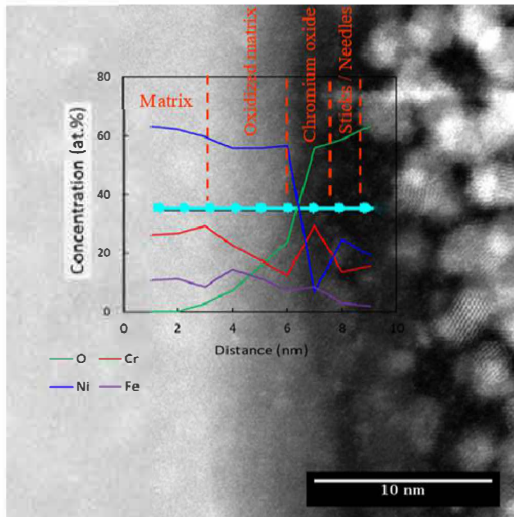 Matrix
Oxidized matrix
Chromium oxide
Sticks / Needles
Concentration (at.%)
80
60
40
20
0
0 2 4 6 8 10
Distance (nm)
O Cr
Ni Fe
10 nm